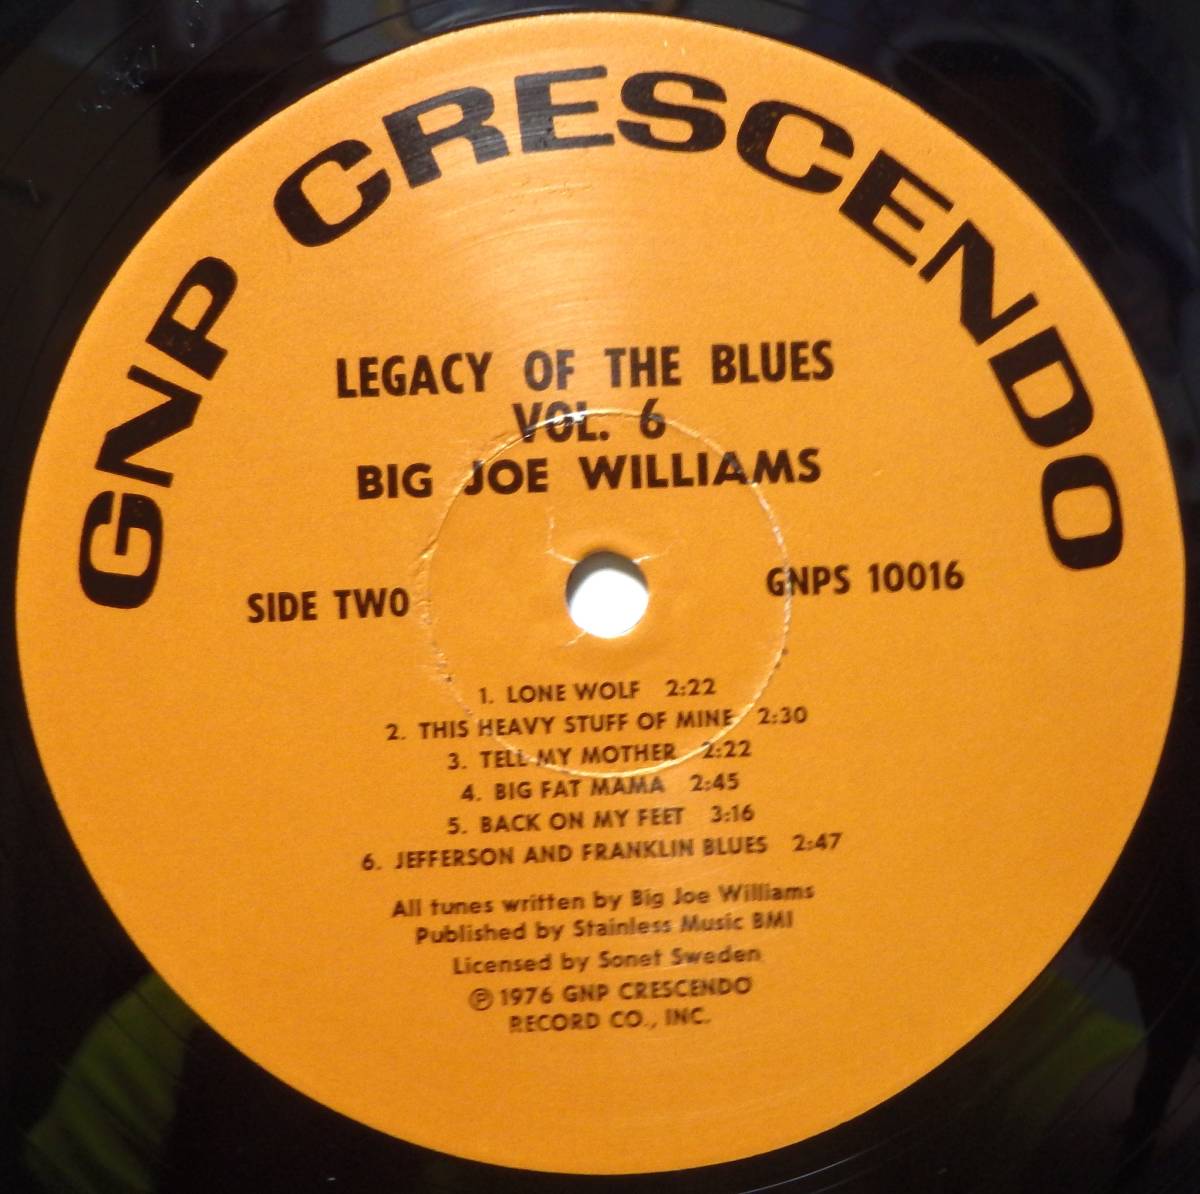 GNP CRESCENDO
LEGACY OF THE BLUES
VOL. 6
BIG JOE WILLIAMS
SIDE TWO
GNPS 10016
1. LONE WOLF 2:22
2. THIS HEAVY STUFF OF MINE 2:30
3. TELL MY MOTHER 2:22
4. BIG FAT MAMA 2:45
5. BACK ON MY FEET 3:16
6. JEFFERSON AND FRANKLIN BLUES 2:47
All tunes written by Big Joe Williams
Published by Stainless Music BMI
Licensed by Sonet Sweden
Ⓟ 1976 GNP CRESCENDO
RECORD CO., INC.